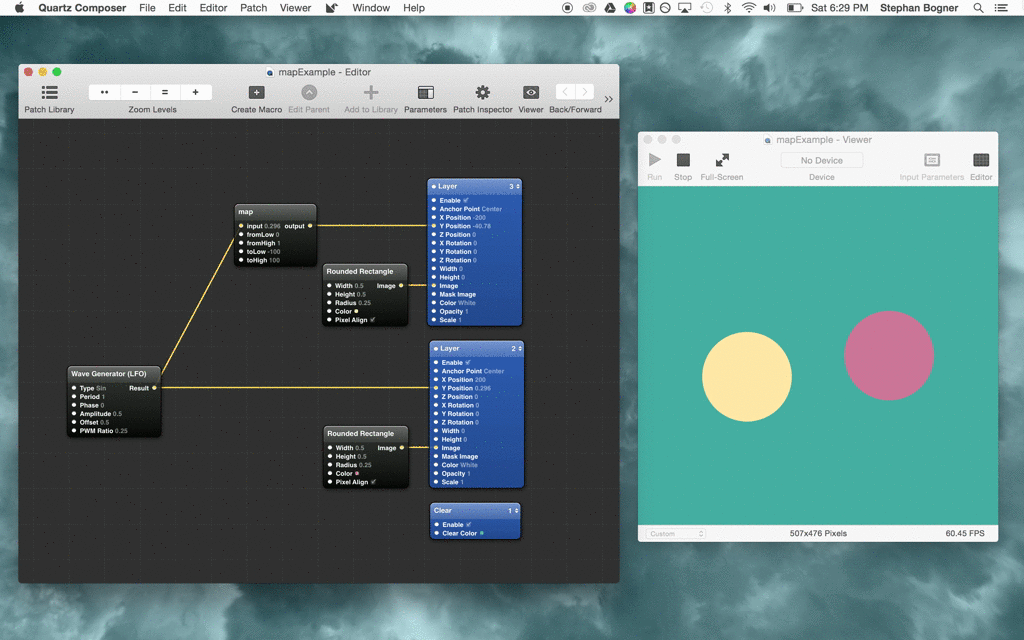 Quartz Composer File Edit Editor Patch Viewer Window Help Sat 6:29 PM Stephan Bogner
mapExample - Editor
Patch Library Zoom Levels Create Macro Edit Parent Add to Library Parameters Patch Inspector Viewer Back/Forward
map
input 0.296 output
fromLow 0
fromHigh 1
toLow -100
toHigh 100
Rounded Rectangle
Width 0.5 Image
Height 0.5
Radius 0.25
Color
Pixel Align
Layer 3
Enable
Anchor Point Center
X Position -200
Y Position -40.78
Z Position 0
X Rotation 0
Y Rotation 0
Z Rotation 0
Width 0
Height 0
Image
Mask Image
Color White
Opacity 1
Scale 1
Wave Generator (LFO)
Type Sin Result
Period 1
Phase 0
Amplitude 0.5
Offset 0.5
PWM Ratio 0.25
Rounded Rectangle
Width 0.5 Image
Height 0.5
Radius 0.25
Color
Pixel Align
Layer 2
Enable
Anchor Point Center
X Position 200
Y Position 0.296
Z Position 0
X Rotation 0
Y Rotation 0
Z Rotation 0
Width 0
Height 0
Image
Mask Image
Color White
Opacity 1
Scale 1
Clear 1
Enable
Clear Color
mapExample - Viewer
No Device
Run Stop Full-Screen Device Input Parameters Editor
Custom 507x476 Pixels 60.45 FPS